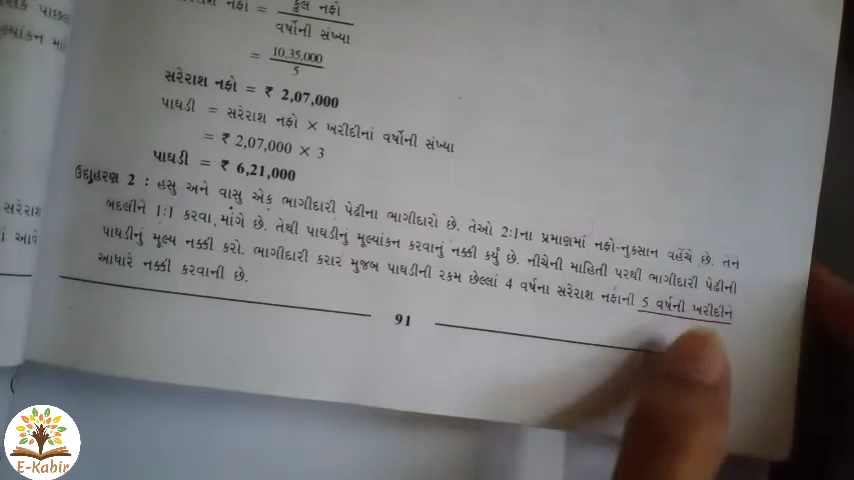 નફો = કુલ નફો
વર્ષોની સંખ્યા
= 10,35,000
5
સરેરાશ નફો = ₹ 2,07,000
પાઘડી = સરેરાશ નફો × ખરીદીનાં વર્ષોની સંખ્યા
= ₹ 2,07,000 × 3
પાઘડી = ₹ 6,21,000
ઉદાહરણ 2 : હસુ અને વાસુ એક ભાગીદારી પેઢીના ભાગીદારો છે. તેઓ 2:1ના પ્રમાણમાં નફો-નુકસાન વહેંચે છે. તેને
બદલીને 1:1 કરવા માંગે છે. તેથી પાઘડીનું મૂલ્યાંકન કરવાનું નક્કી કર્યું છે. નીચેની માહિતી પરથી ભાગીદારી પેઢીની
પાઘડીનું મૂલ્ય નક્કી કરો. ભાગીદારી કરાર મુજબ પાઘડીની રકમ છેલ્લાં 4 વર્ષના સરેરાશ નફાની 5 વર્ષની ખરીદીને
આધારે નક્કી કરવાની છે.
91
સરેરાશ
E-Kabir